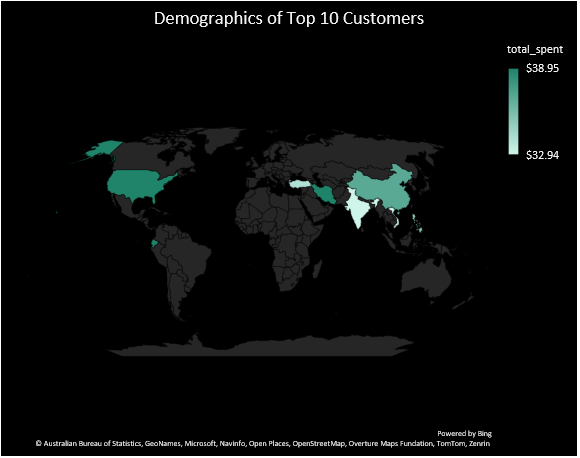 Demographics of Top 10 Customers
total_spent
$38.95
$32.94
Powered by Bing
© Australian Bureau of Statistics, GeoNames, Microsoft, Navinfo, Open Places, OpenStreetMap, Overture Maps Fundation, TomTom, Zenrin